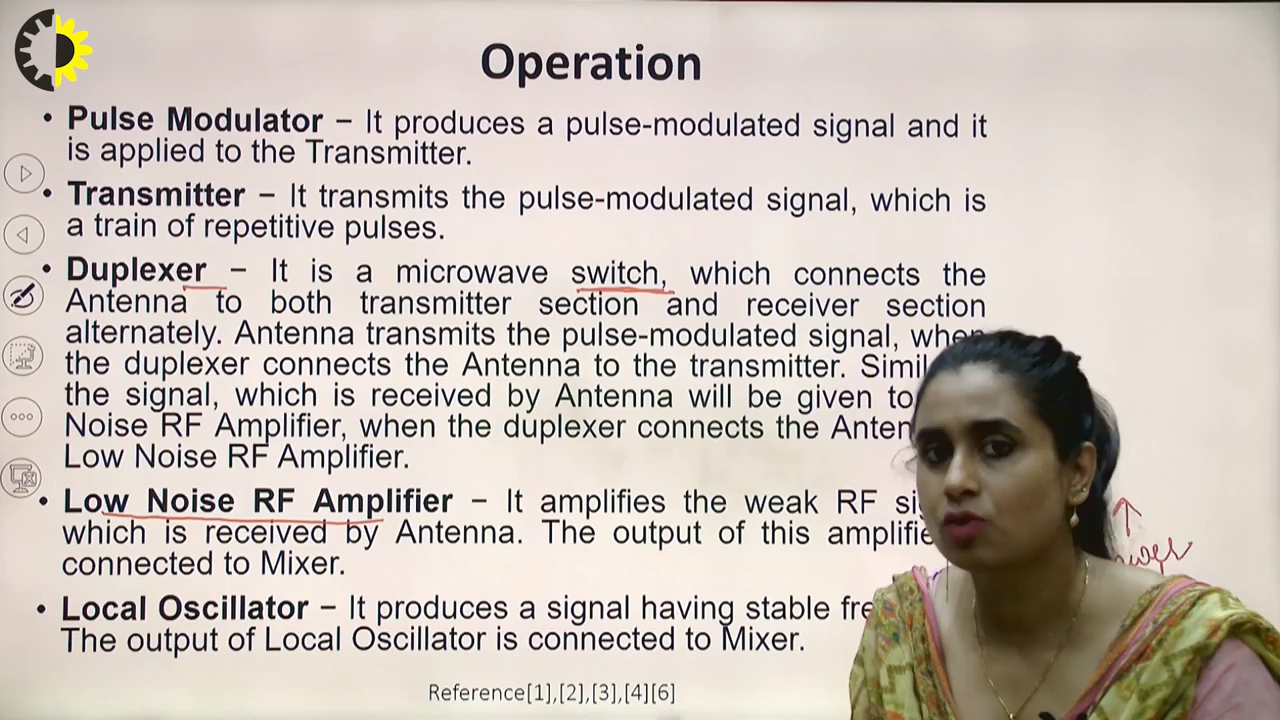 Operation
• Pulse Modulator – It produces a pulse-modulated signal and it
is applied to the Transmitter.
• Transmitter – It transmits the pulse-modulated signal, which is
a train of repetitive pulses.
• Duplexer – It is a microwave switch, which connects the
Antenna to both transmitter section and receiver section
alternately. Antenna transmits the pulse-modulated signal, when
the duplexer connects the Antenna to the transmitter.
the signal, which is received by Antenna will be given to
Noise RF Amplifier, when the duplexer connects the
Low Noise RF Amplifier.
• Low Noise RF Amplifier – It amplifies the weak RF
which is received by Antenna. The output of this
connected to Mixer.
• Local Oscillator – It produces a signal having stable
The output of Local Oscillator is connected to Mixer.
Reference[1],[2],[3],[4][6]